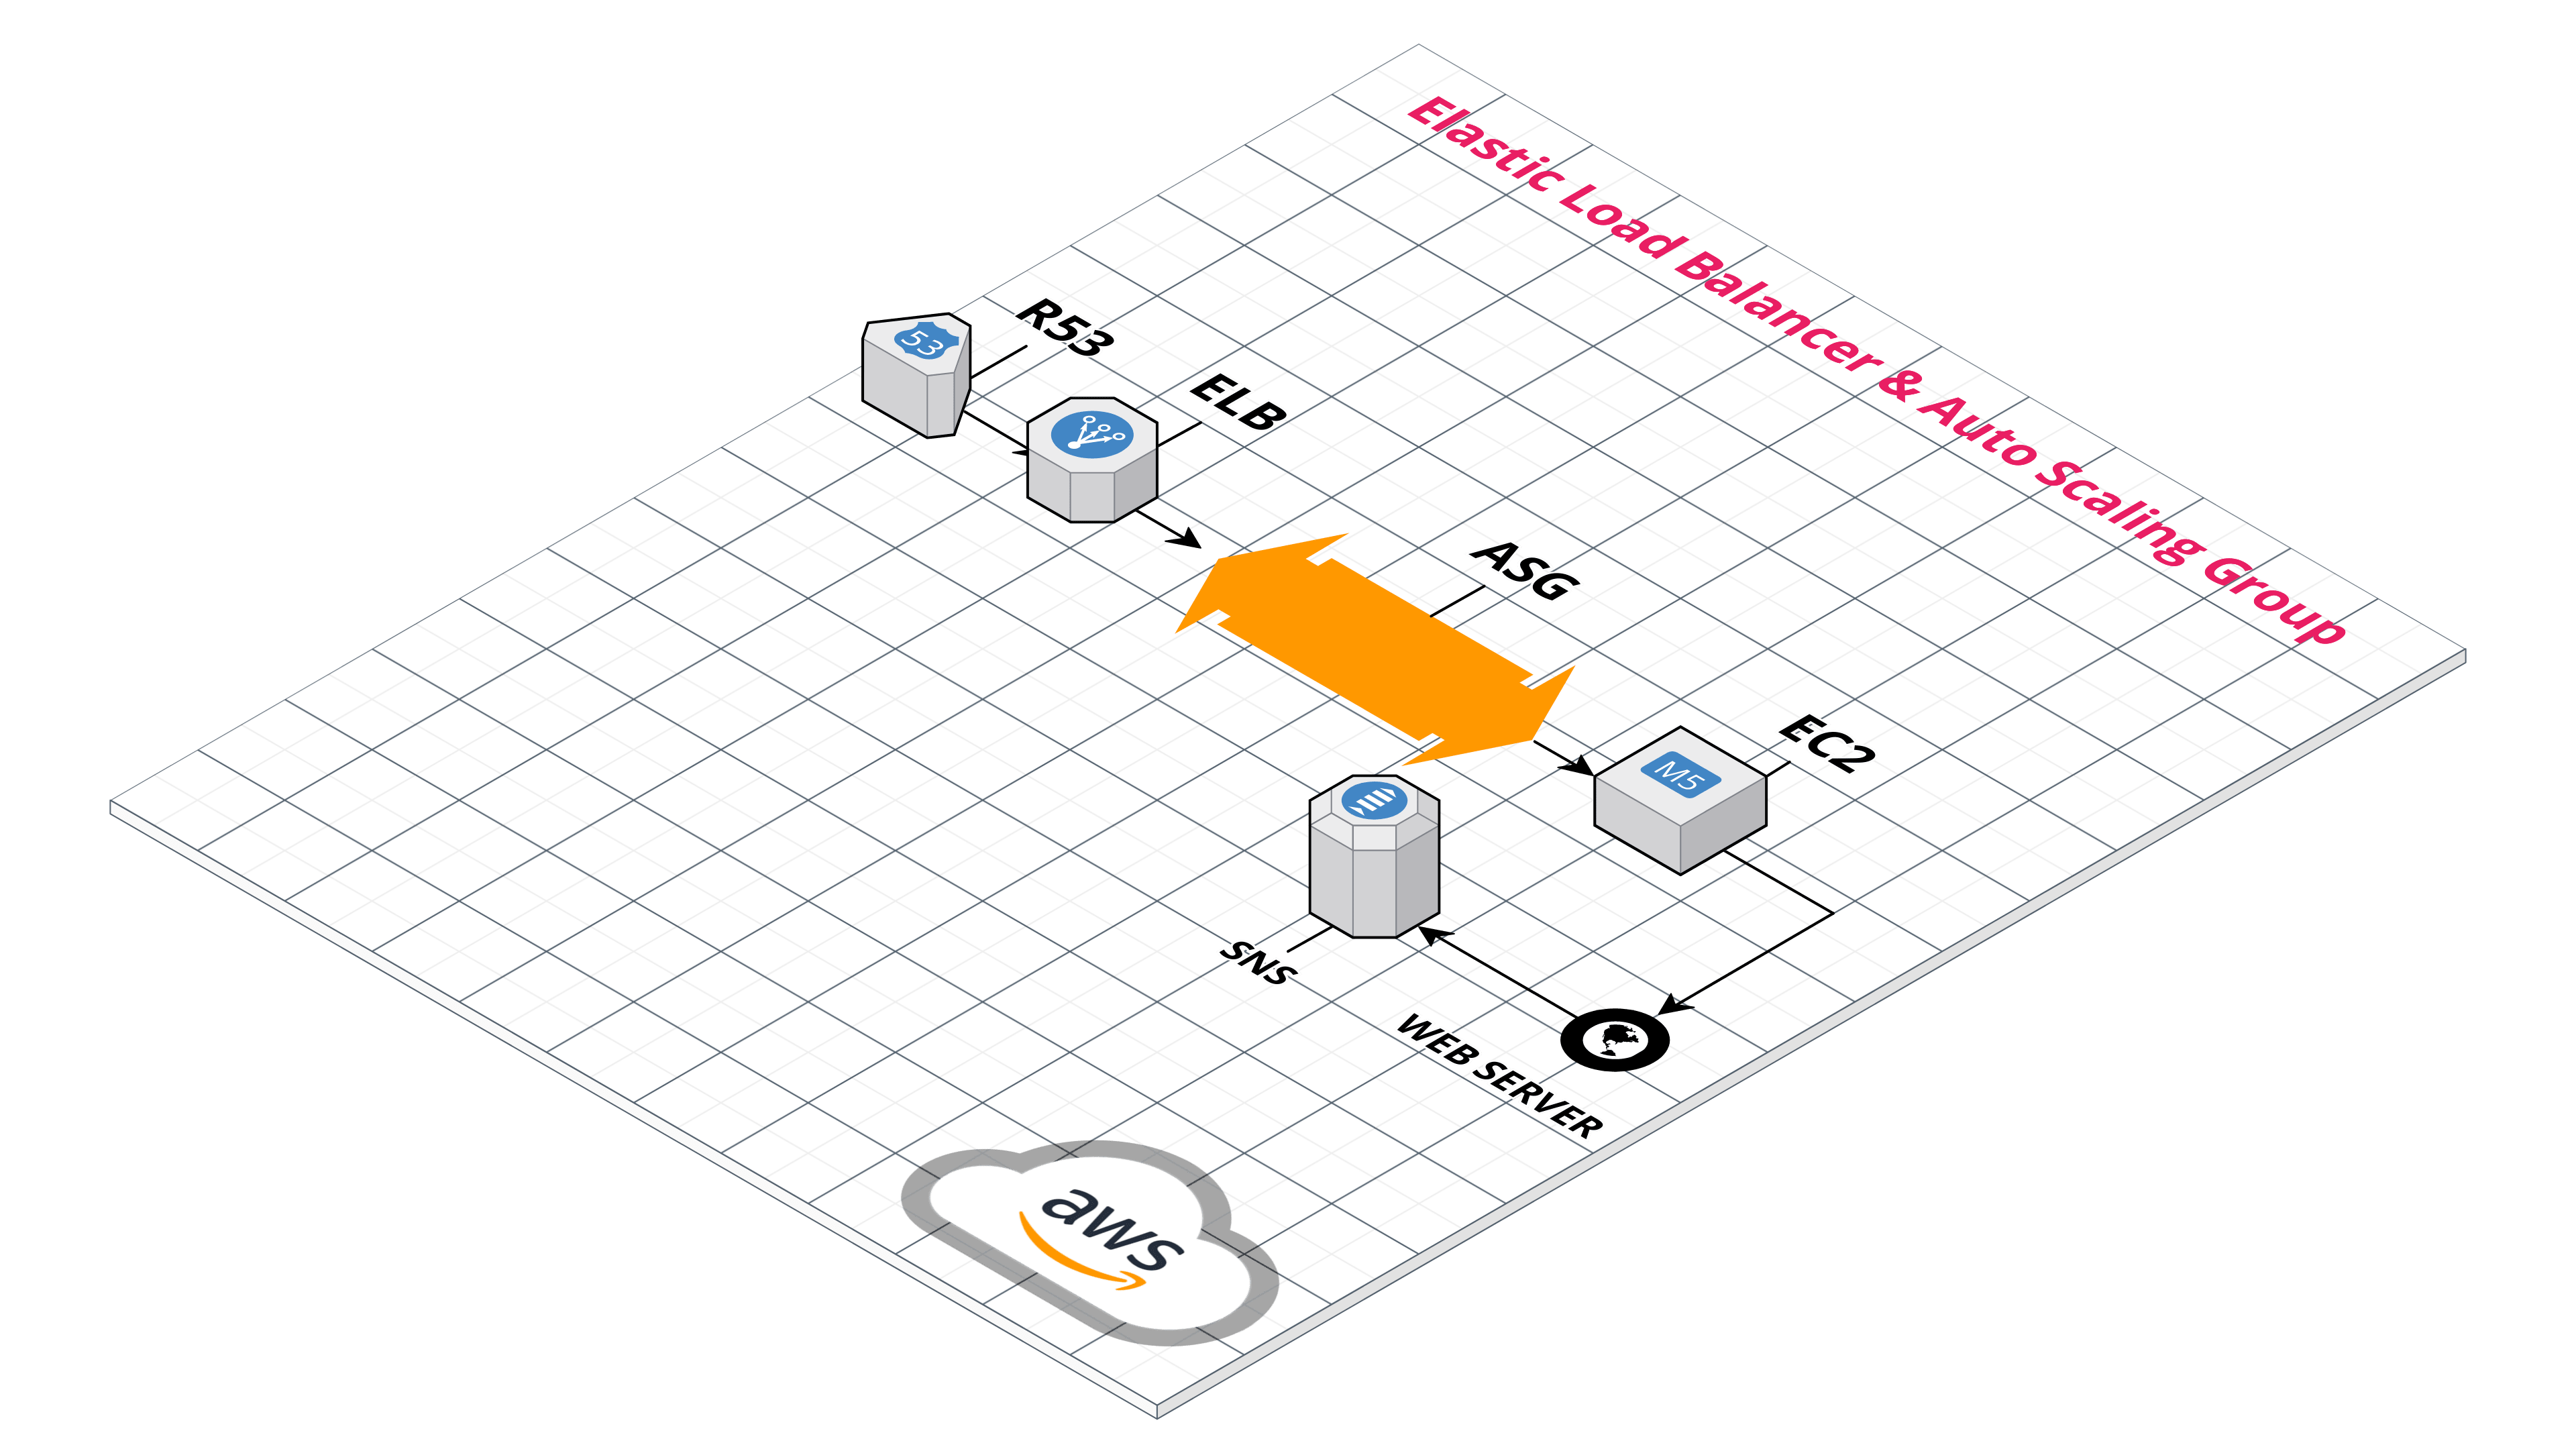 Elastic Load Balancer & Auto Scaling Group
R53
53
ELB
ASG
EC2
M5
SNS
WEB SERVER
aws